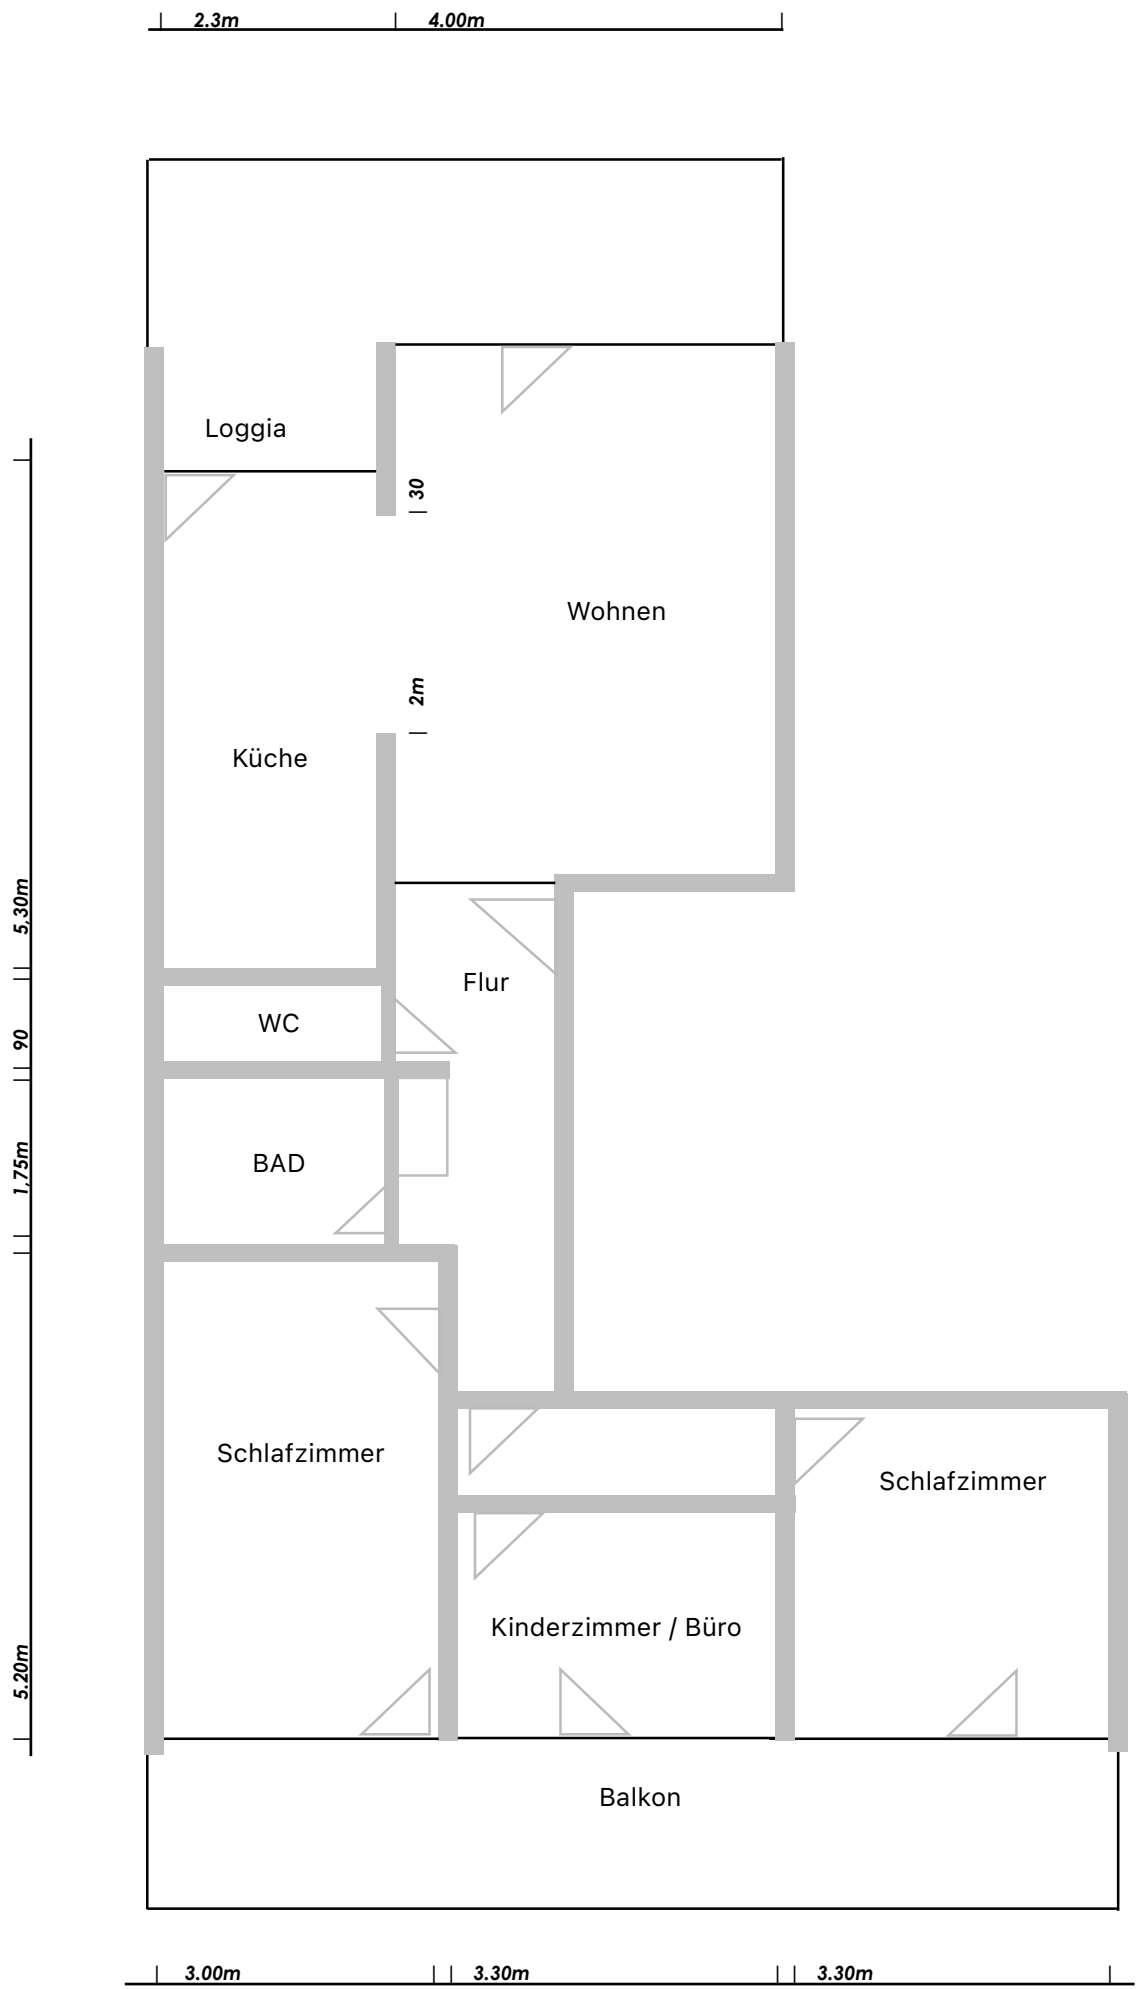 2.3m 4.00m
Loggia
30
Wohnen
2m
Küche
5,30m
Flur
WC
90
BAD
1,75m
Schlafzimmer
Schlafzimmer
Kinderzimmer / Büro
5.20m
Balkon
3.00m 3.30m 3.30m